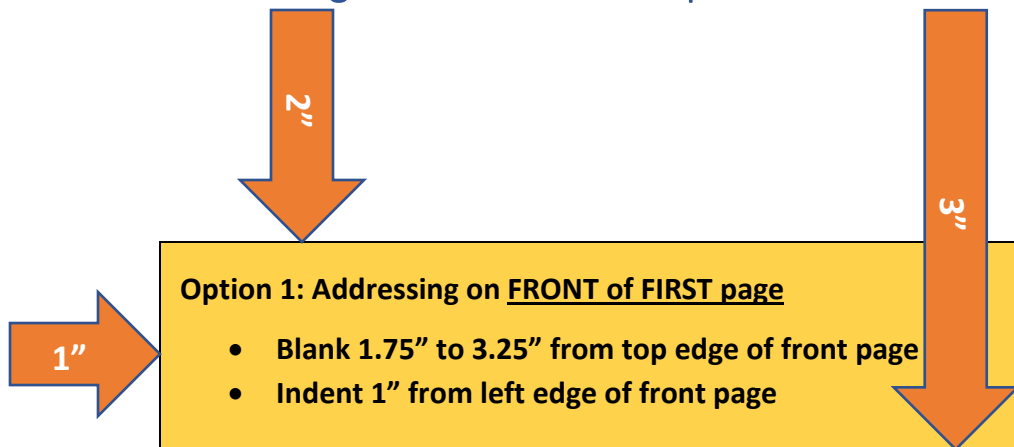 2”
3”
Option 1: Addressing on FRONT of FIRST page
1”
• Blank 1.75” to 3.25” from top edge of front page
• Indent 1” from left edge of front page